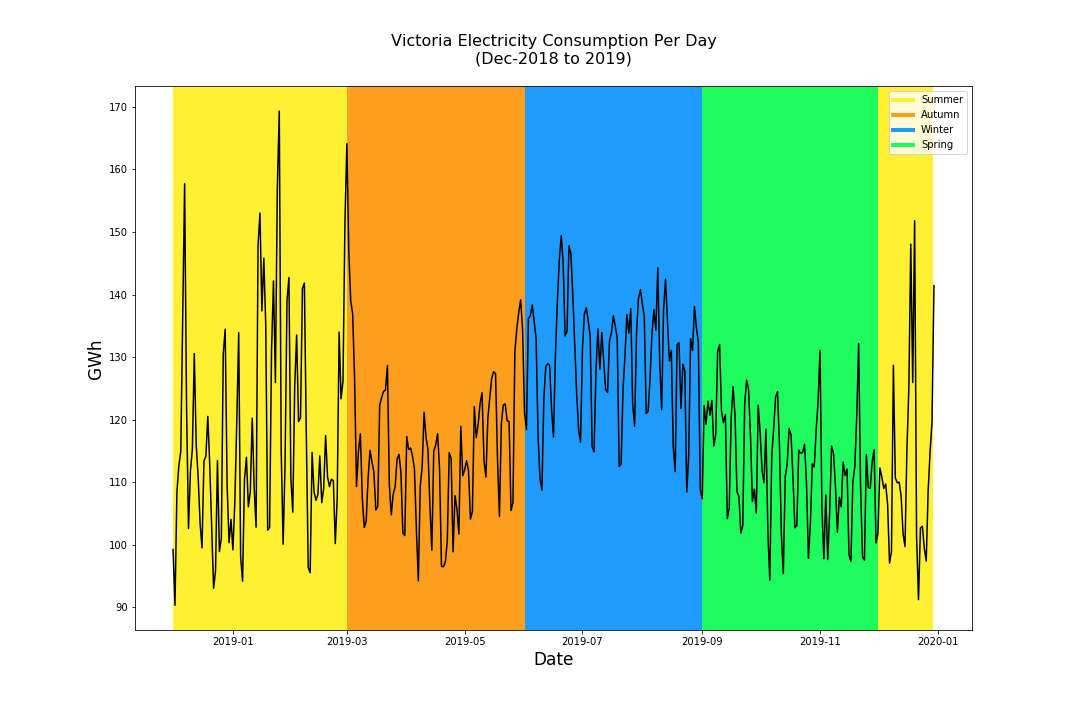 Victoria Electricity Consumption Per Day
(Dec-2018 to 2019)
Summer
Autumn
Winter
Spring
GWh
170
160
150
140
130
120
110
100
90
2019-01
2019-03
2019-05
2019-07
2019-09
2019-11
2020-01
Date